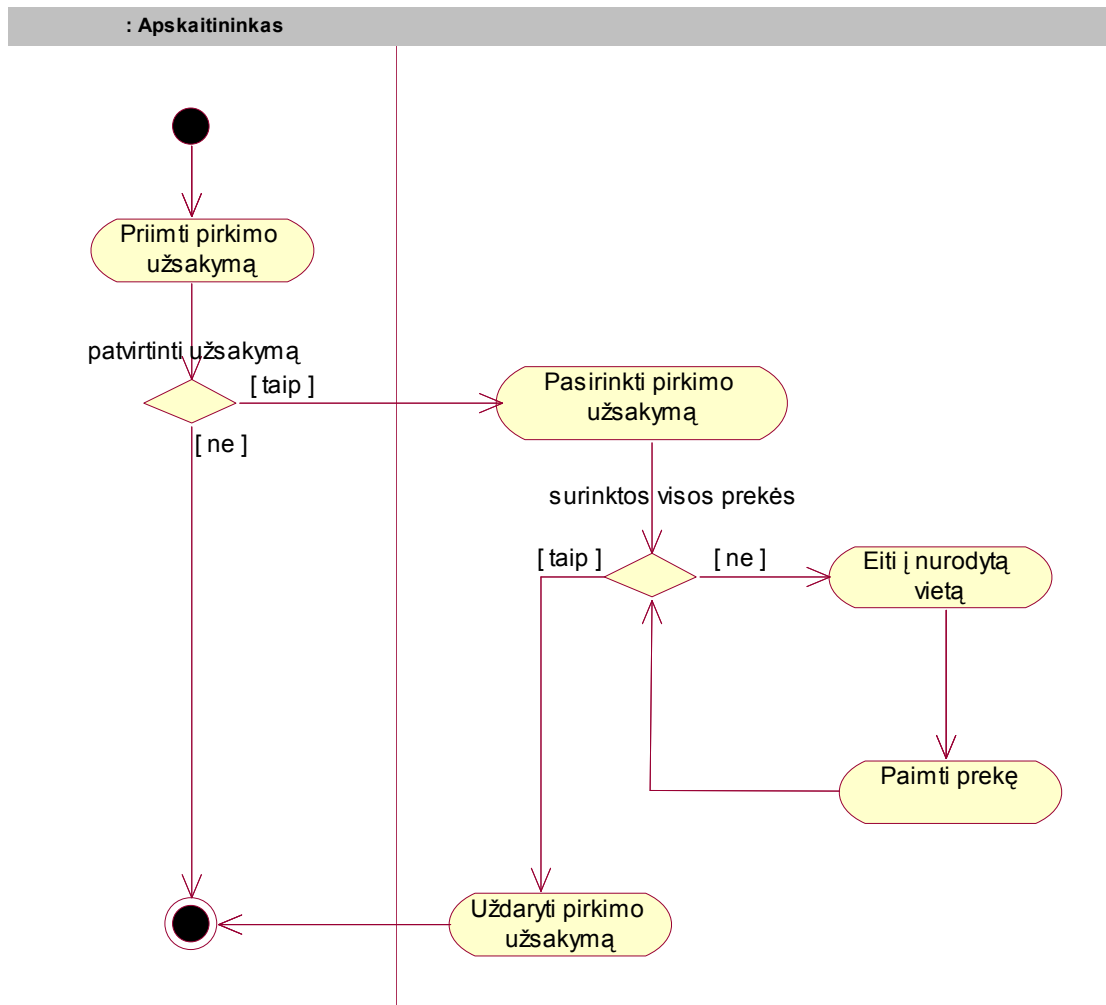 : Apskaitininkas
Priimti pirkimo
užsakymą
patvirtinti užsakymą
[ taip ]
[ ne ]
Pasirinkti pirkimo
užsakymą
surinktos visos prekės
[ taip ]
[ ne ]
Eiti į nurodytą
vietą
Paimti prekę
Uždaryti pirkimo
užsakymą